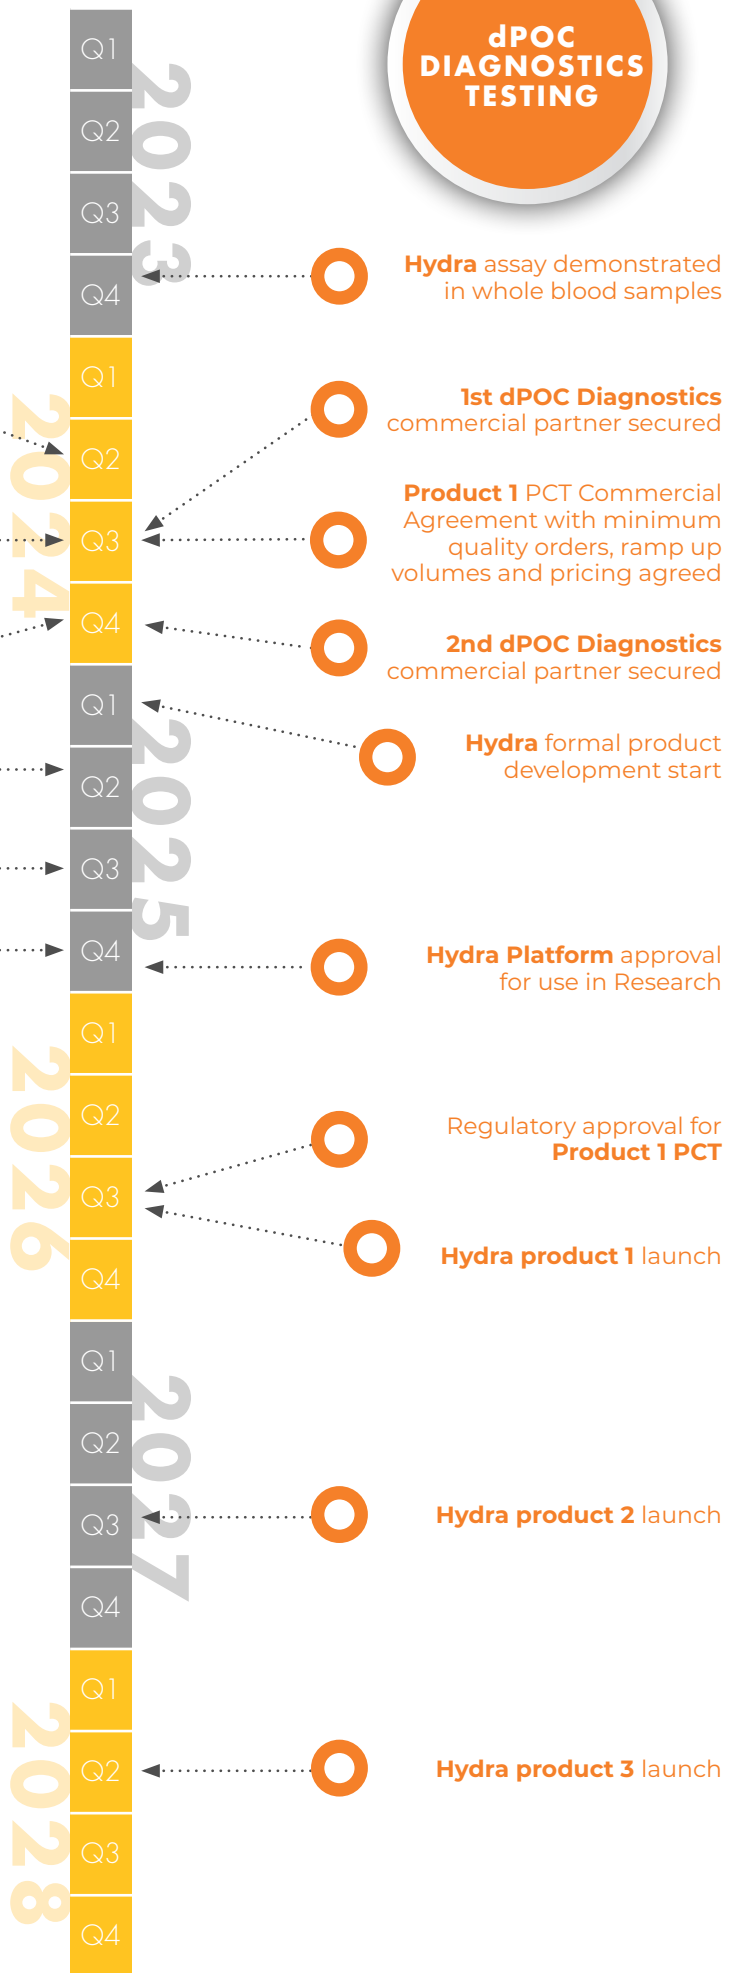 dPOC
DIAGNOSTICS
TESTING
2023
Q1
Q2
Q3
Q4
Hydra assay demonstrated
in whole blood samples
2024
Q1
Q2
Q3
Q4
1st dPOC Diagnostics
commercial partner secured
Product 1 PCT Commercial
Agreement with minimum
quality orders, ramp up
volumes and pricing agreed
2nd dPOC Diagnostics
commercial partner secured
2025
Q1
Q2
Q3
Q4
Hydra formal product
development start
Hydra Platform approval
for use in Research
2026
Q1
Q2
Q3
Q4
Regulatory approval for
Product 1 PCT
Hydra product 1 launch
2027
Q1
Q2
Q3
Q4
Hydra product 2 launch
2028
Q1
Q2
Q3
Q4
Hydra product 3 launch